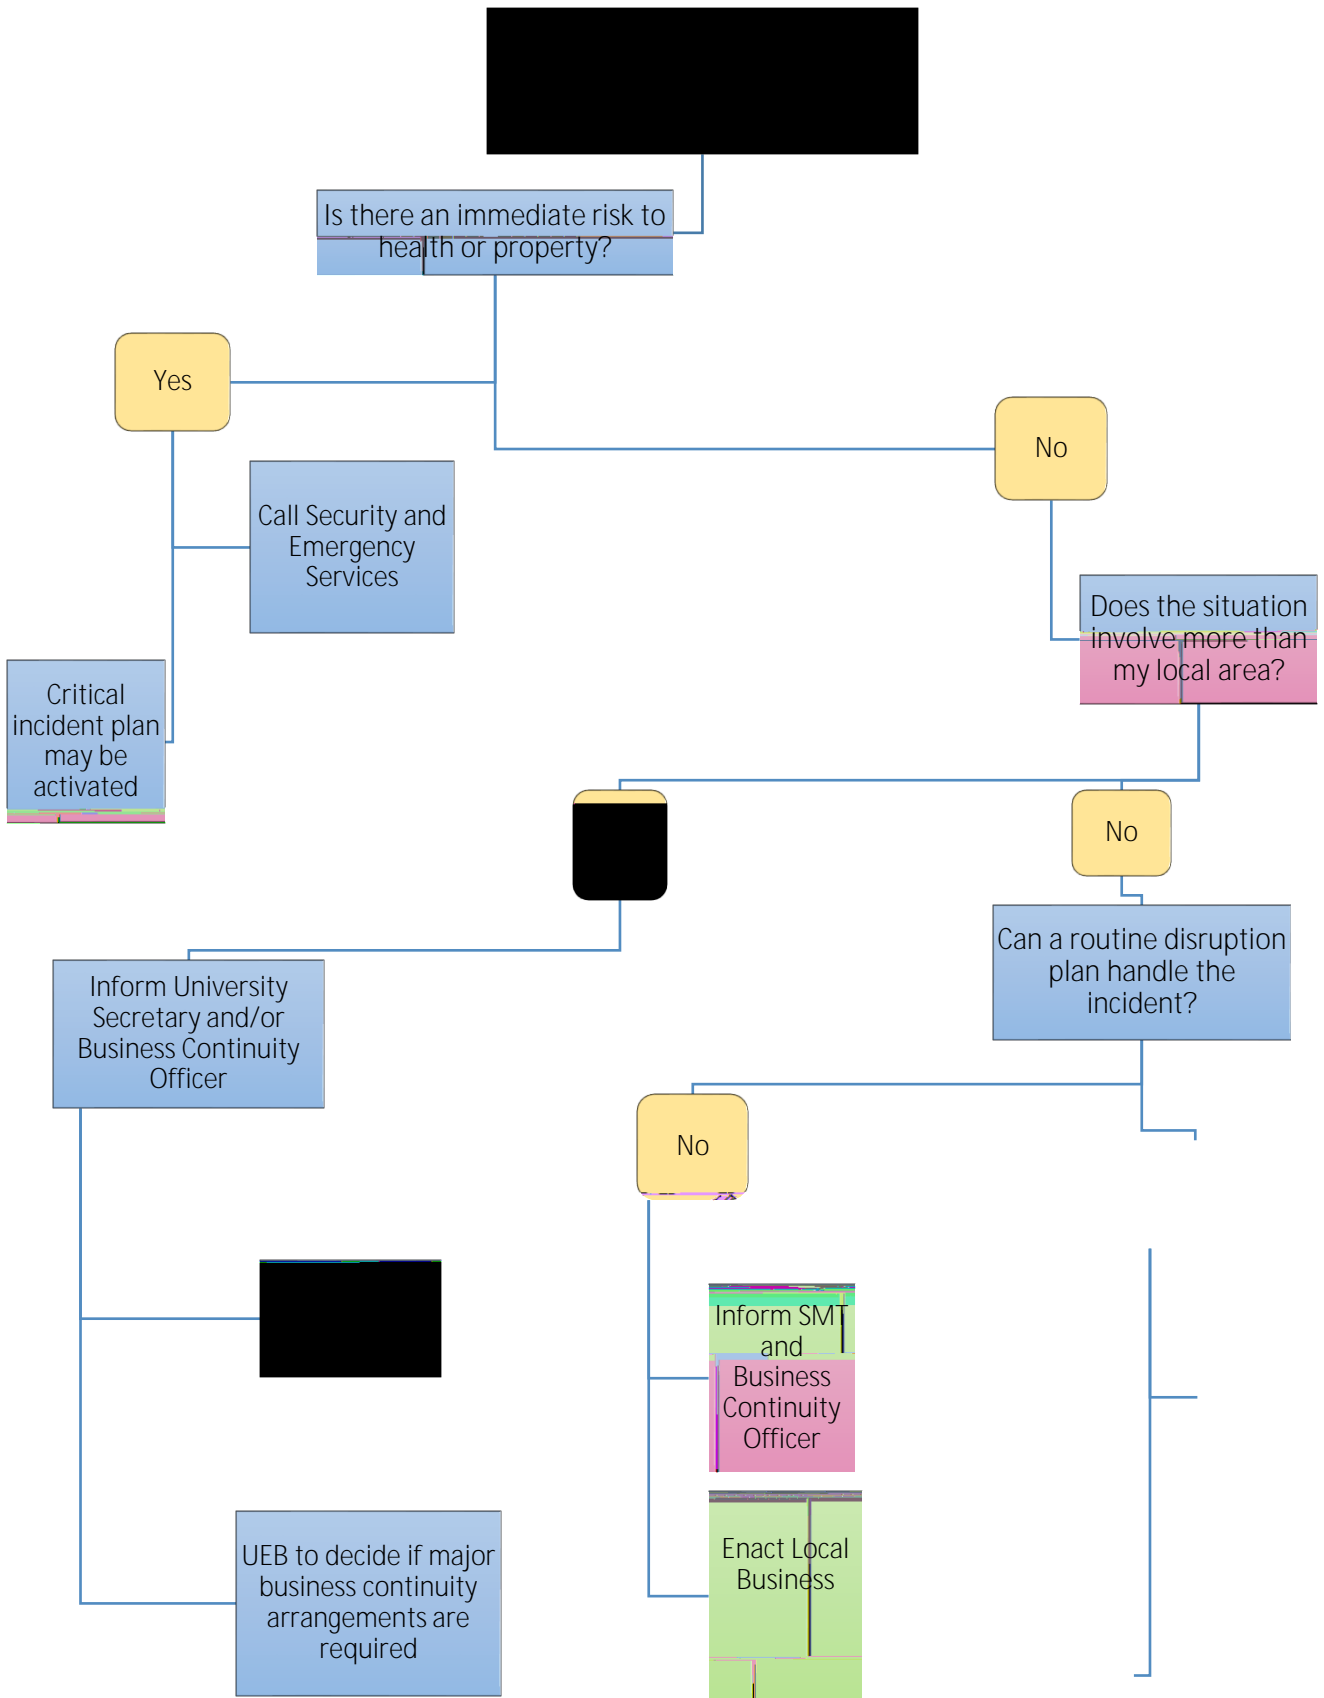 Is there an immediate risk to
health or property?
Yes
No
Call Security and
Emergency
Services
Does the situation
involve more than
my local area?
Critical
incident plan
may be
activated
No
Can a routine disruption
plan handle the
incident?
Inform University
Secretary and/or
Business Continuity
Officer
No
Inform SMT
and
Business
Continuity
Officer
UEB to decide if major
business continuity
arrangements are
required
Enact Local
Business